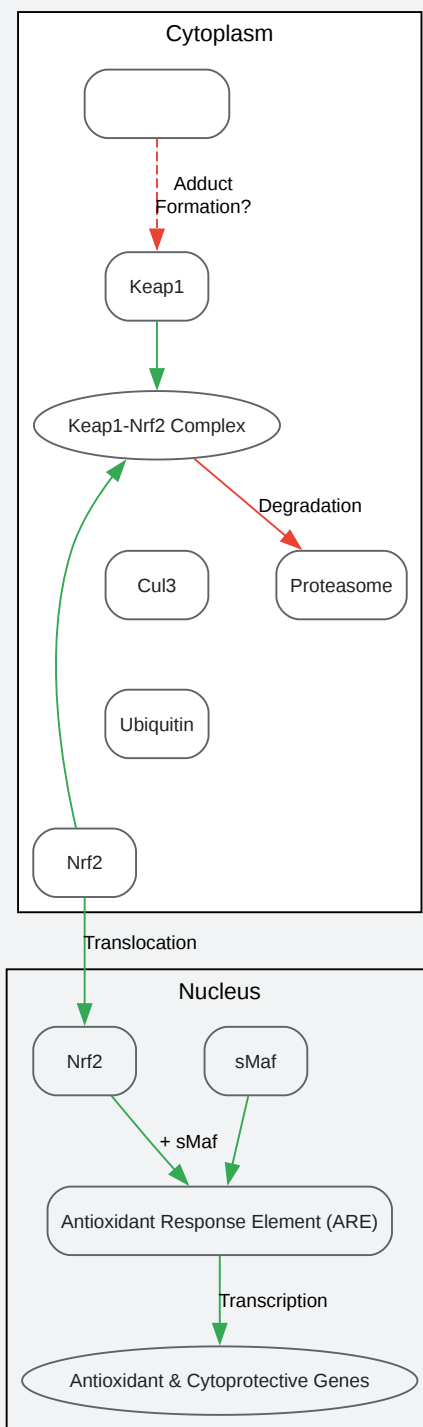 Cytoplasm
Adduct
Formation?
Keap1
Keap1-Nrf2 Complex
Degradation
Cul3
Proteasome
Ubiquitin
Nrf2
Translocation
Nucleus
Nrf2
sMaf
+ sMaf
Antioxidant Response Element (ARE)
Transcription
Antioxidant & Cytoprotective Genes